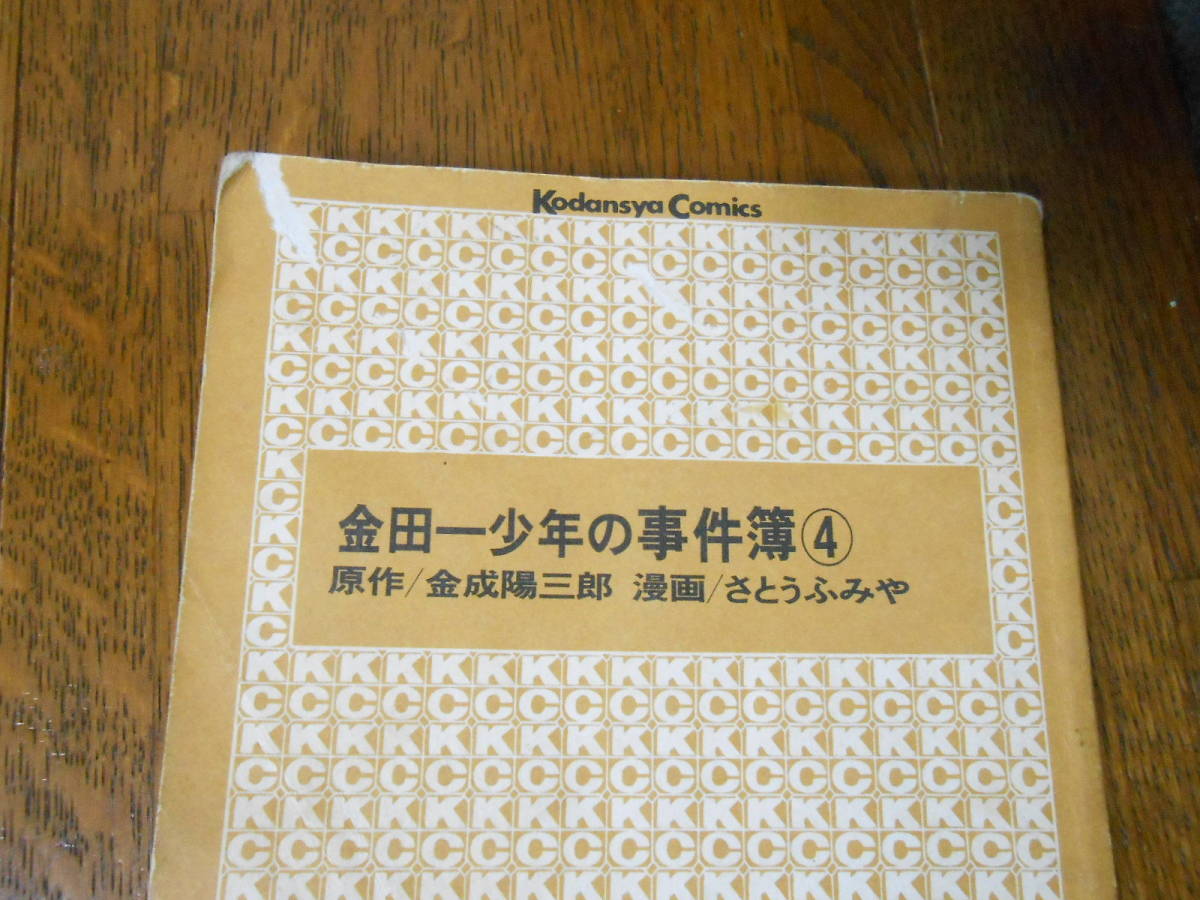 Kodansya Comics
金田一少年の事件簿④
原作/金成陽三郎 漫画/さとうふみや